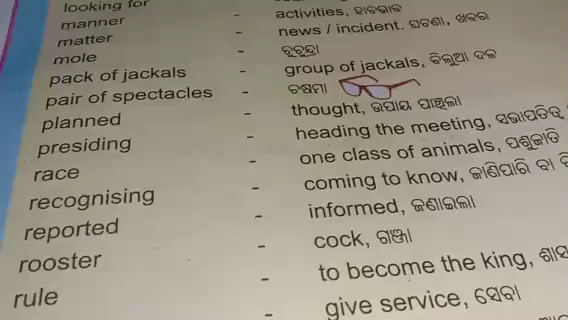 looking for
manner - activities, ହାବଭାବ
matter - news / incident. ଘଟଣା, ଖବର
mole - ଚୁଚୁନ୍ଦ୍ରା
pack of jackals - group of jackals, ବିଲୁଆ ଦଳ
pair of spectacles - ଚଷମା
planned - thought, ଉପାୟ ପାଞ୍ଚିଲା
presiding - heading the meeting, ସଭାପତିତ୍ୱ
race - one class of animals, ପଶୁଜାତି
recognising - coming to know, ଜାଣିପାରି ବା
reported - informed, ଜଣାଇଲା
rooster - cock, ଗଞ୍ଜା
rule - to become the king,
- give service, ସେବା